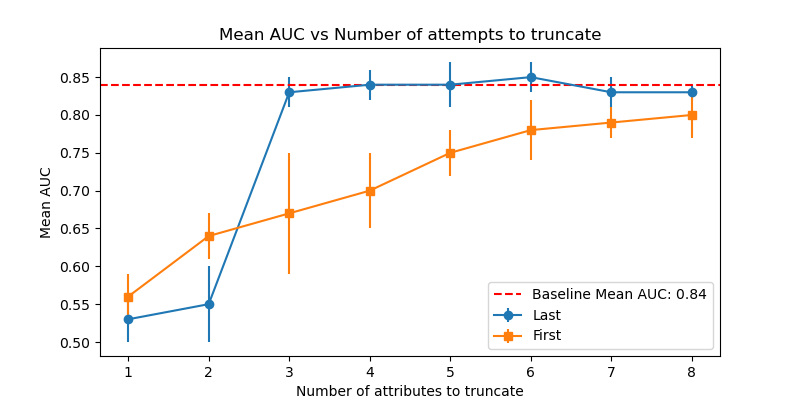 Mean AUC vs Number of attempts to truncate
Mean AUC
0.85
0.80
0.75
0.70
0.65
0.60
0.55
0.50
1 2 3 4 5 6 7 8
Number of attributes to truncate
Baseline Mean AUC: 0.84
Last
First